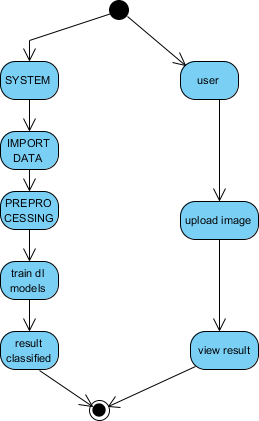 SYSTEM
user
IMPORT
DATA
PREPRO
CESSING
upload image
train dl
models
result
classified
view result